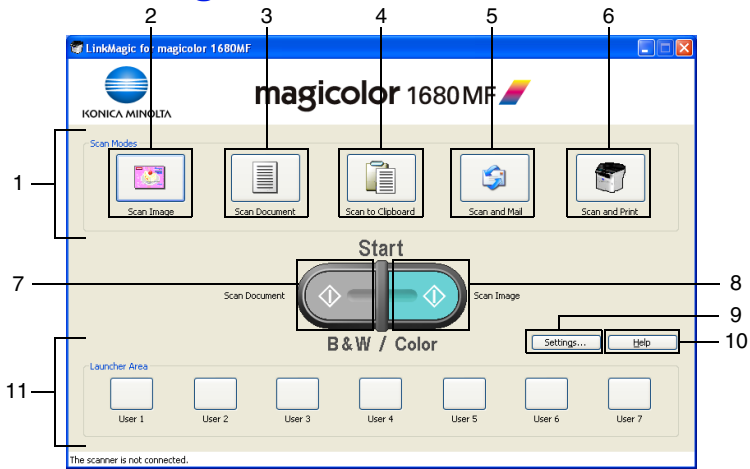 2 3 4 5 6
LinkMagic for magicolor 1680MF
KONICA MINOLTA
magicolor 1680MF
1
Scan Modes
Scan Image Scan Document Scan to Clipboard Scan and Mail Scan and Print
Start
7 Scan Document Scan Image 8
9
B&W / Color
Settings... Help 10
11
Launcher Area
User 1 User 2 User 3 User 4 User 5 User 6 User 7
The scanner is not connected.